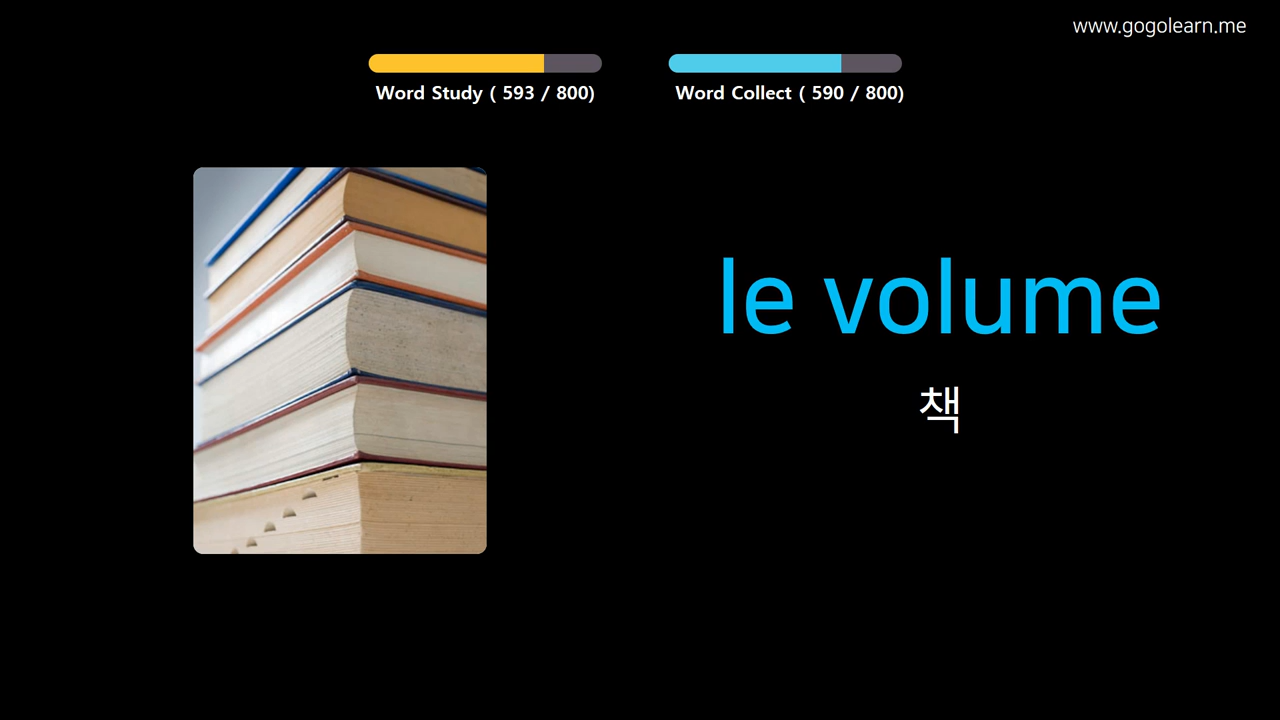 www.gogolearn.me
Word Study ( 593 / 800)
Word Collect ( 590 / 800)
le volume
책